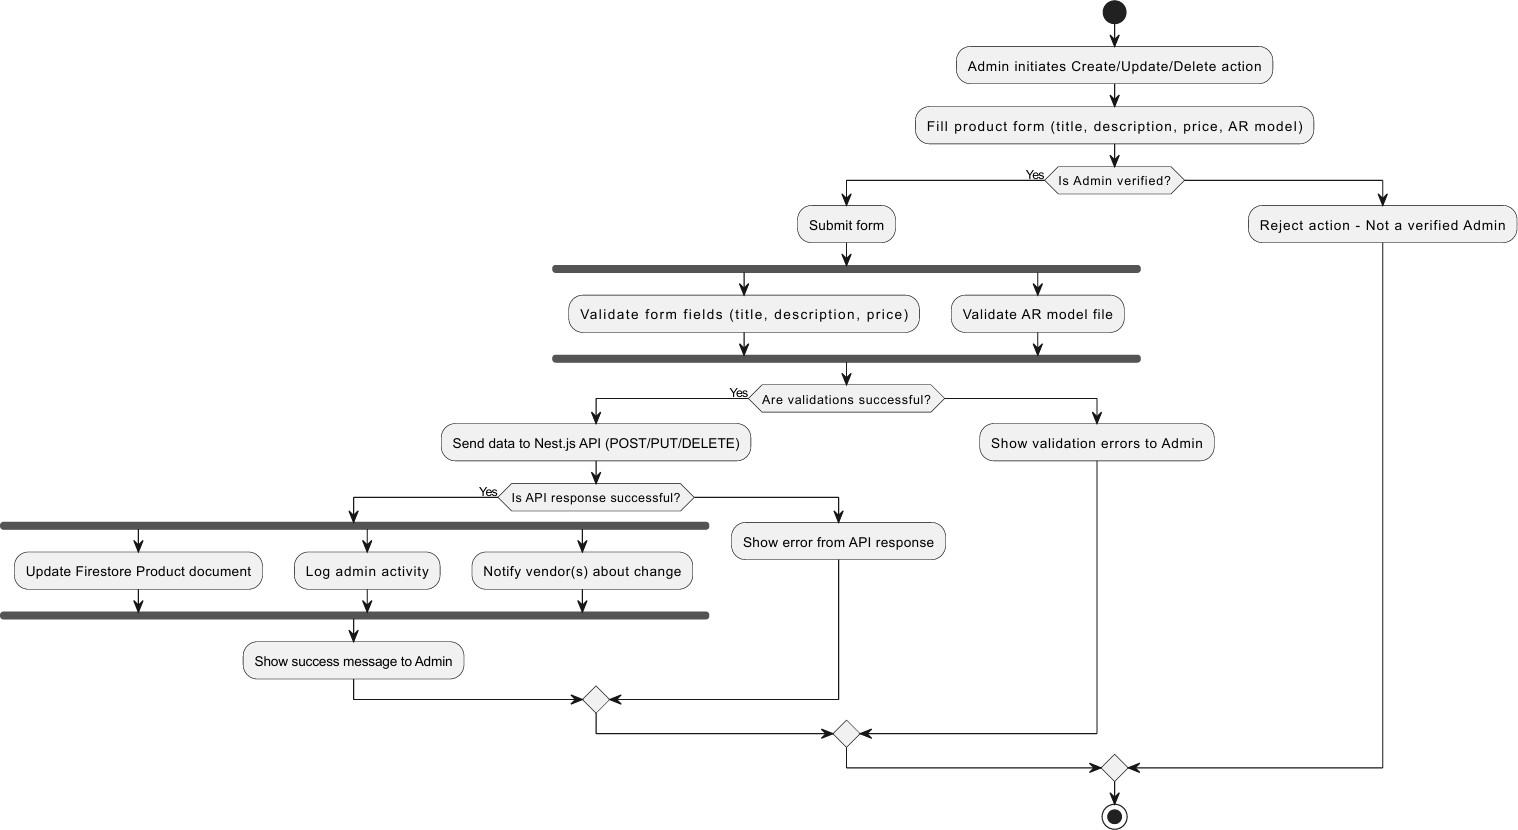 Admin initiates Create/Update/Delete action
Fill product form (title, description, price, AR model)
Yes
Is Admin verified?
Submit form
Reject action - Not a verified Admin
Validate form fields (title, description, price)
Validate AR model file
Yes
Are validations successful?
Send data to Nest.js API (POST/PUT/DELETE)
Show validation errors to Admin
Yes
Is API response successful?
Show error from API response
Update Firestore Product document
Log admin activity
Notify vendor(s) about change
Show success message to Admin